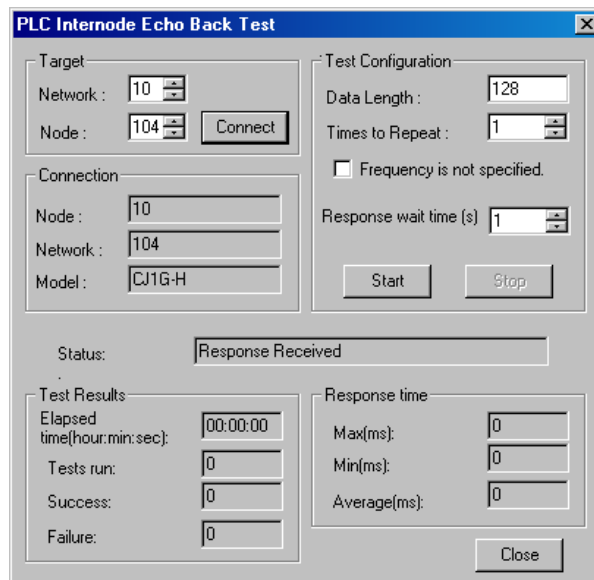 PLC Internode Echo Back Test
Target
Network : 10
Node : 104 Connect
Connection
Node : 10
Network : 104
Model : CJ1G-H
Test Configuration
Data Length : 128
Times to Repeat : 1
Frequency is not specified.
Response wait time (s) 1
Start Stop
Status: Response Received
Test Results
Elapsed
time(hour:min:sec): 00:00:00
Tests run: 0
Success: 0
Failure: 0
Response time
Max(ms): 0
Min(ms): 0
Average(ms): 0
Close